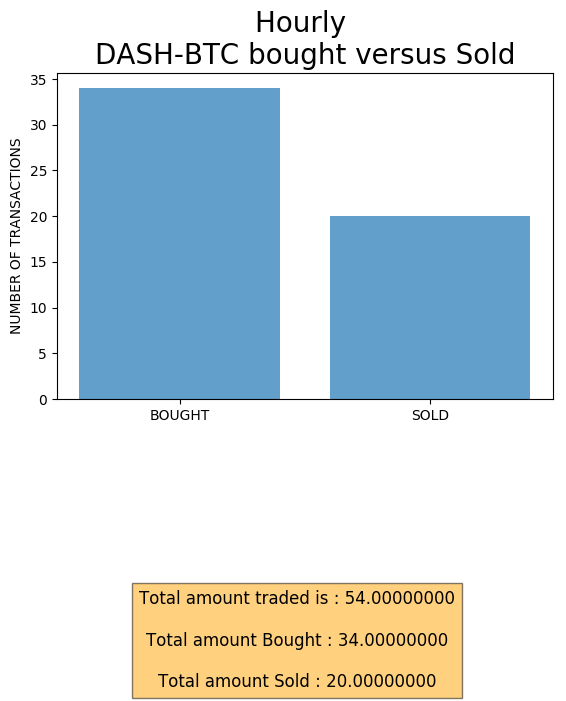 Hourly
DASH-BTC bought versus Sold
NUMBER OF TRANSACTIONS
35
30
25
20
15
10
5
0
BOUGHT
SOLD
Total amount traded is : 54.00000000
Total amount Bought : 34.00000000
Total amount Sold : 20.00000000